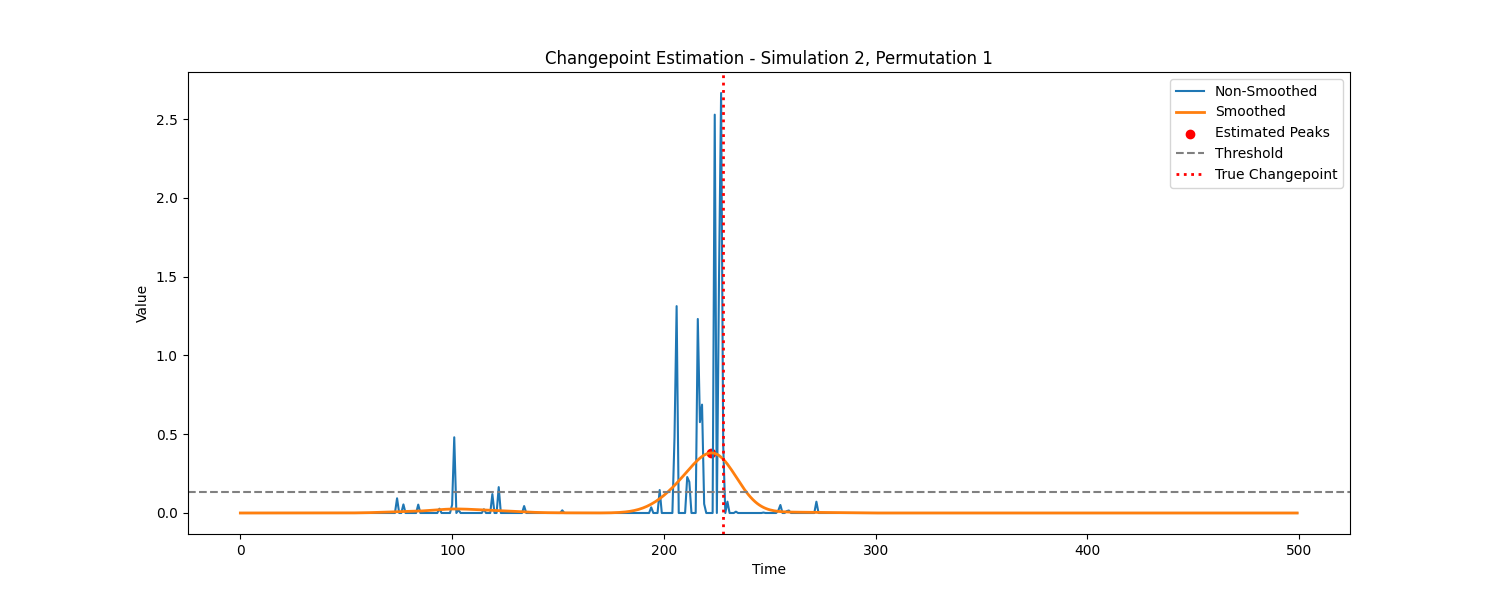 Changepoint Estimation - Simulation 2, Permutation 1
Non-Smoothed
Smoothed
Estimated Peaks
Threshold
True Changepoint
Value
2.5
2.0
1.5
1.0
0.5
0.0
0 100 200 300 400 500
Time